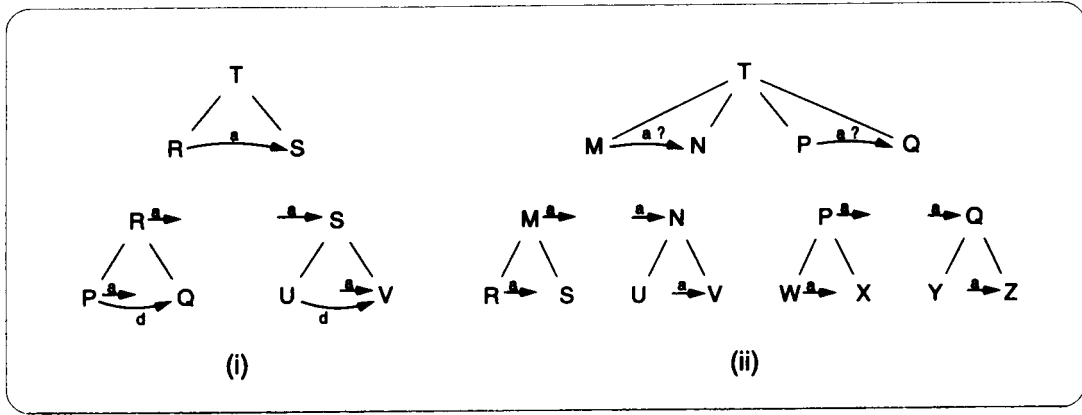 T
R a S
R a a S
P a Q U a V
d d
(i)
T
M a ? N P a ? Q
M a a N P a a Q
R a S U a V W a X Y a Z
(ii)